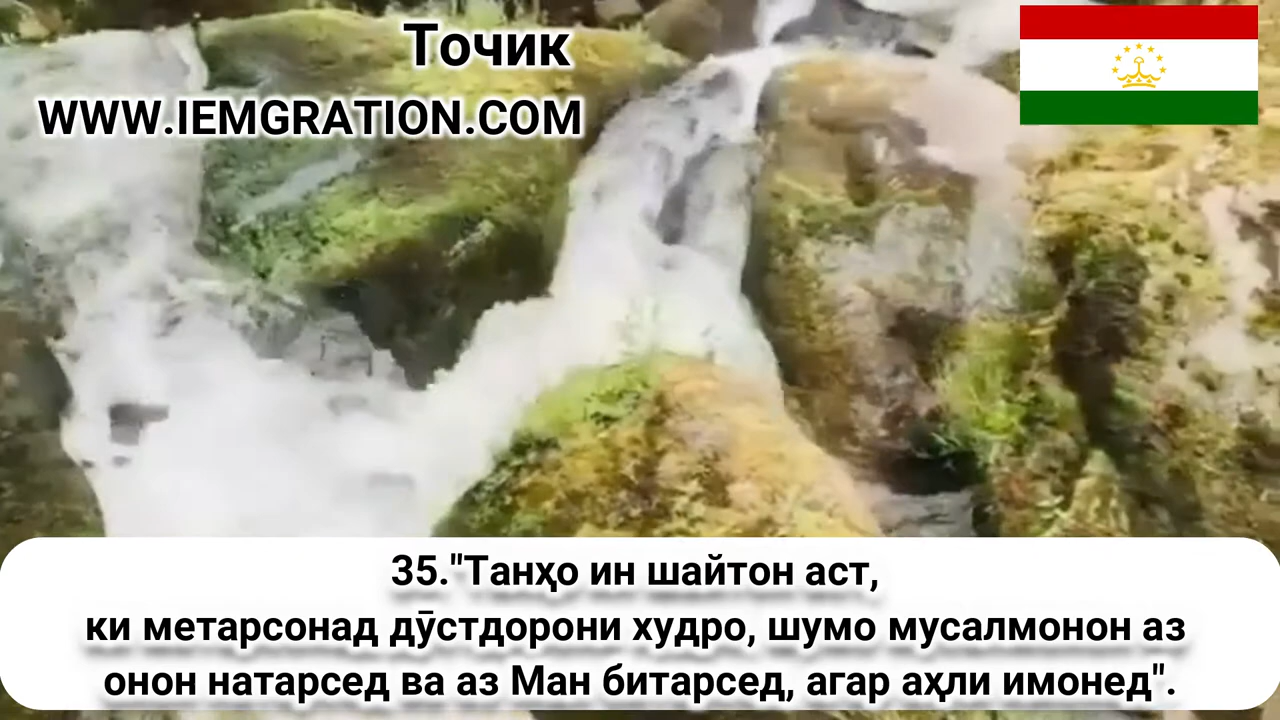 Точик
WWW.IEMGRATION.COM
35."Танҳо ин шайтон аст,
ки метарсонад дӯстдорони худро, шумо мусалмонон аз
онон натарсед ва аз Ман битарсед, агар аҳли имонед".